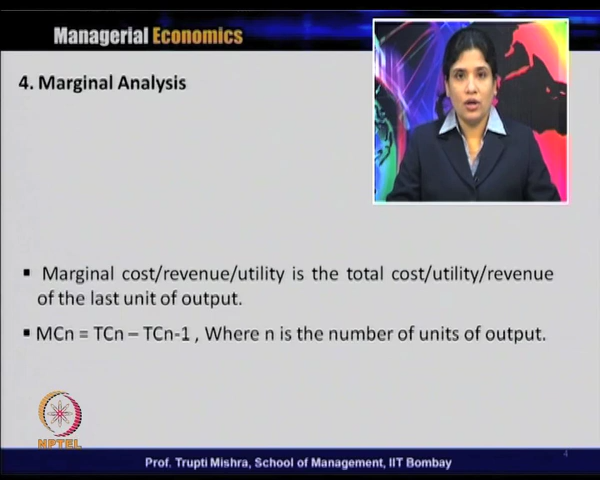 Managerial Economics
4. Marginal Analysis
▪ Marginal cost/revenue/utility is the total cost/utility/revenue
of the last unit of output.
▪ MCn = TCn – TCn-1 , Where n is the number of units of output.
NPTEL
4
Prof. Trupti Mishra, School of Management, IIT Bombay